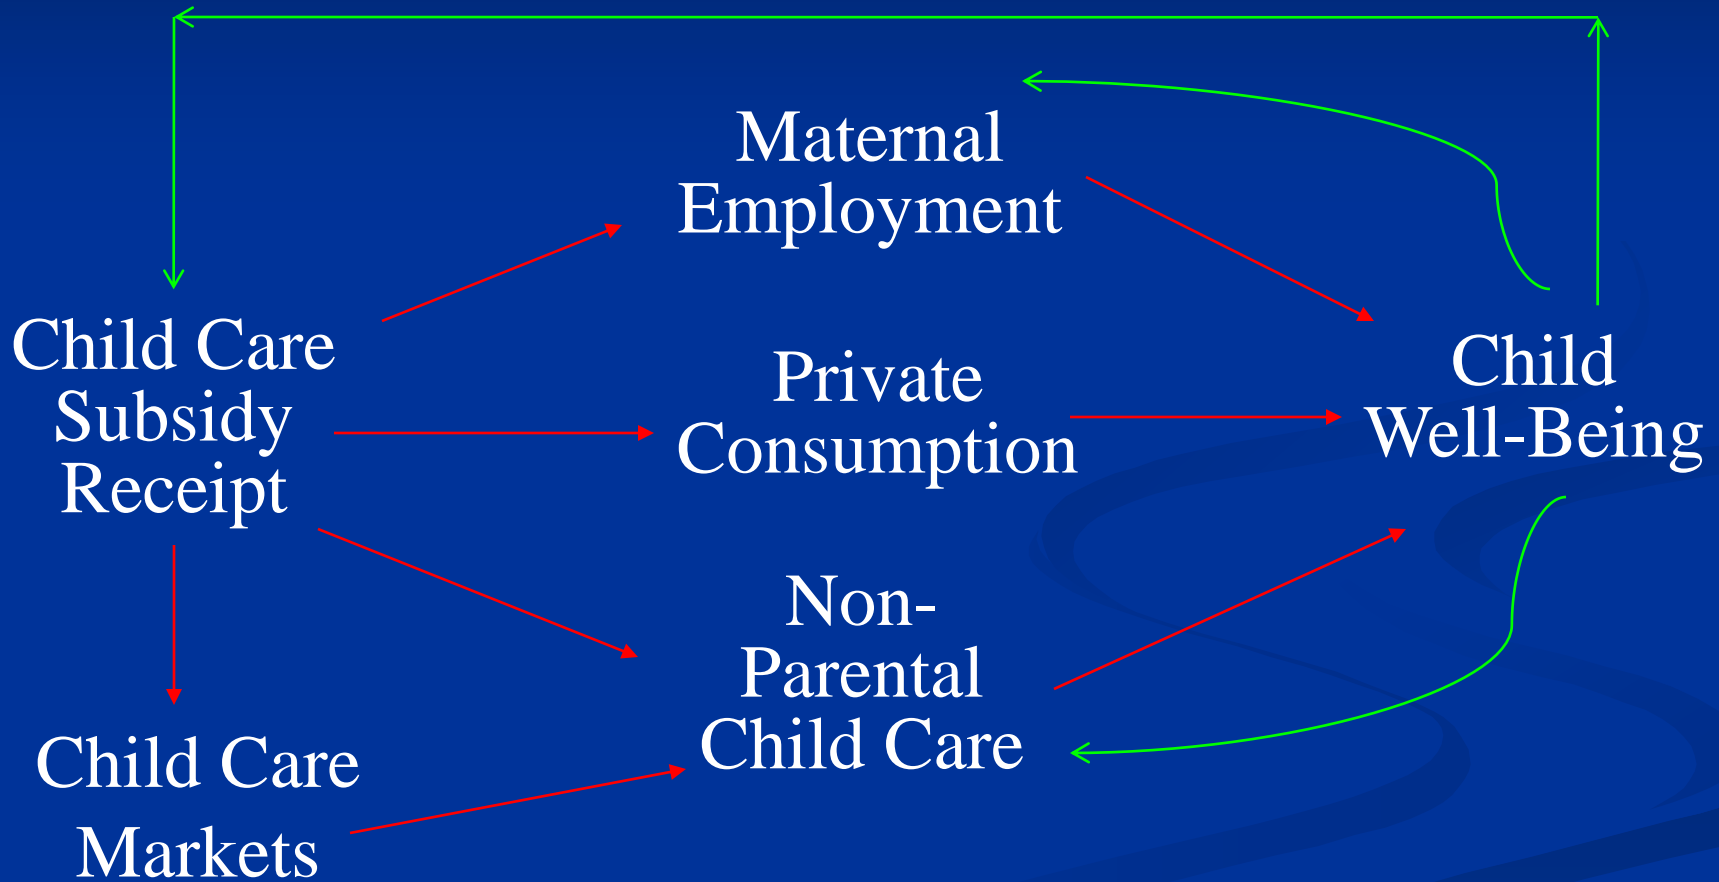 Maternal
Employment
Child Care
Subsidy
Receipt
Private
Consumption
Child
Well-Being
Non-
Parental
Child Care
Child Care
Markets